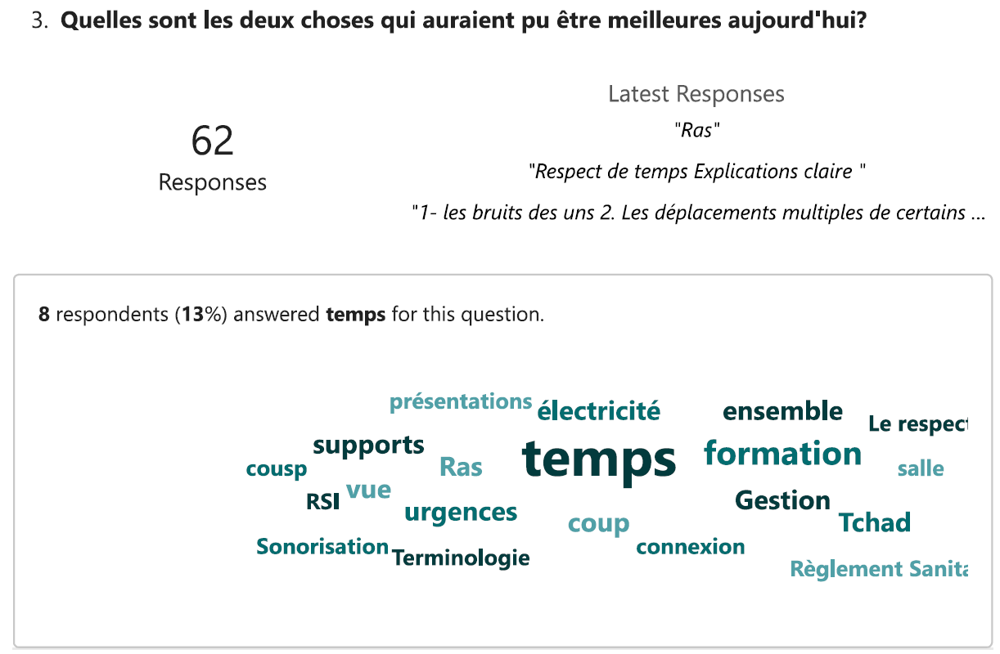 3. Quelles sont les deux choses qui auraient pu être meilleures aujourd'hui?
62
Responses
Latest Responses
"Ras"
"Respect de temps Explications claire "
"1- les bruits des uns 2. Les déplacements multiples de certains ...
8 respondents (13%) answered temps for this question.
présentations électricité ensemble Le respect
supports temps formation
cousp Ras salle
RSI vue urgences Gestion
coup Tchad
Sonorisation Terminologie connexion
Règlement Sanita